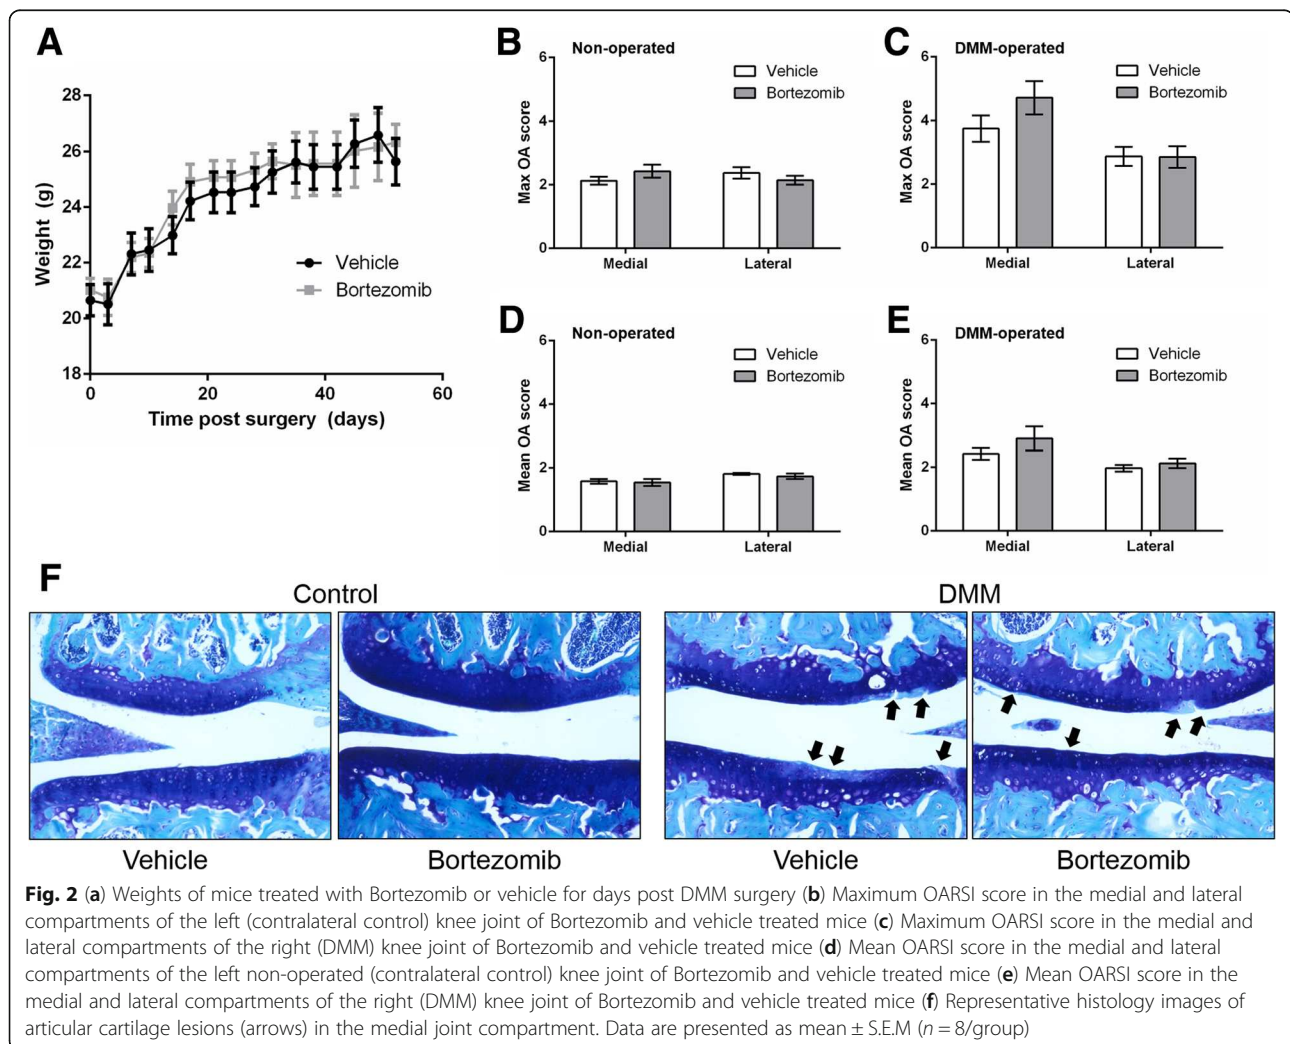 A
28
26
24
22
20
18
Weight (g)
0
20
40
60
Time post surgery (days)
Vehicle
Bortezomib
B
Non-operated
6
4
2
0
Max OA score
Vehicle
Bortezomib
Medial
Lateral
C
DMM-operated
6
4
2
0
Max OA score
Vehicle
Bortezomib
Medial
Lateral
D
Non-operated
6
4
2
0
Mean OA score
Vehicle
Bortezomib
Medial
Lateral
E
DMM-operated
6
4
2
0
Mean OA score
Vehicle
Bortezomib
Medial
Lateral
F
Control
DMM
Vehicle
Bortezomib
Vehicle
Bortezomib
Fig. 2 (a) Weights of mice treated with Bortezomib or vehicle for days post DMM surgery (b) Maximum OARSI score in the medial and lateral
compartments of the left (contralateral control) knee joint of Bortezomib and vehicle treated mice (c) Maximum OARSI score in the medial and
lateral compartments of the right (DMM) knee joint of Bortezomib and vehicle treated mice (d) Mean OARSI score in the medial and lateral
compartments of the left non-operated (contralateral control) knee joint of Bortezomib and vehicle treated mice (e) Mean OARSI score in the
medial and lateral compartments of the right (DMM) knee joint of Bortezomib and vehicle treated mice (f) Representative histology images of
articular cartilage lesions (arrows) in the medial joint compartment. Data are presented as mean ± S.E.M (n = 8/group)